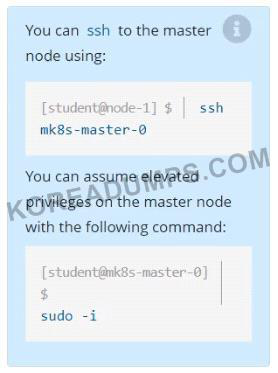 You can ssh to the master
node using:
[student@node-1] $ | ssh
mk8s-master-0
You can assume elevated
privileges on the master node
with the following command:
[student@mk8s-master-0]
$
sudo -i
KOREADUMPS.COM